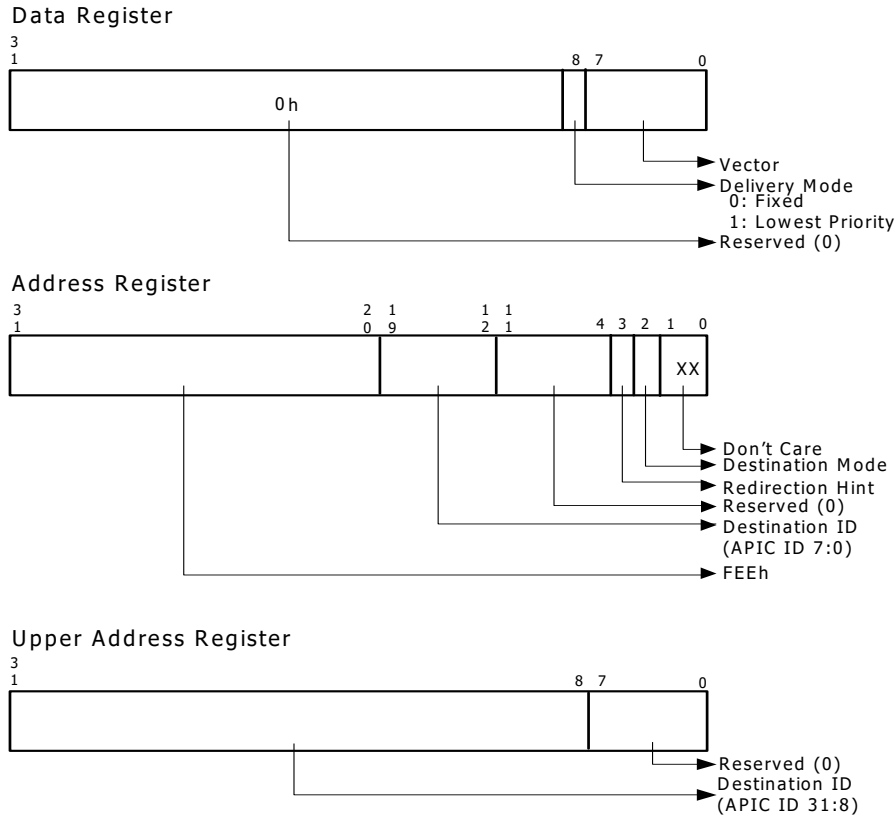 Data Register
3
1 8 7 0
0h
Vector
Delivery Mode
0: Fixed
1: Lowest Priority
Reserved (0)
Address Register
3 2 1 1 1
1 0 9 2 1 4 3 2 1 0
XX
Don't Care
Destination Mode
Redirection Hint
Reserved (0)
Destination ID
(APIC ID 7:0)
FEEh
Upper Address Register
3
1 8 7 0
Reserved (0)
Destination ID
(APIC ID 31:8)